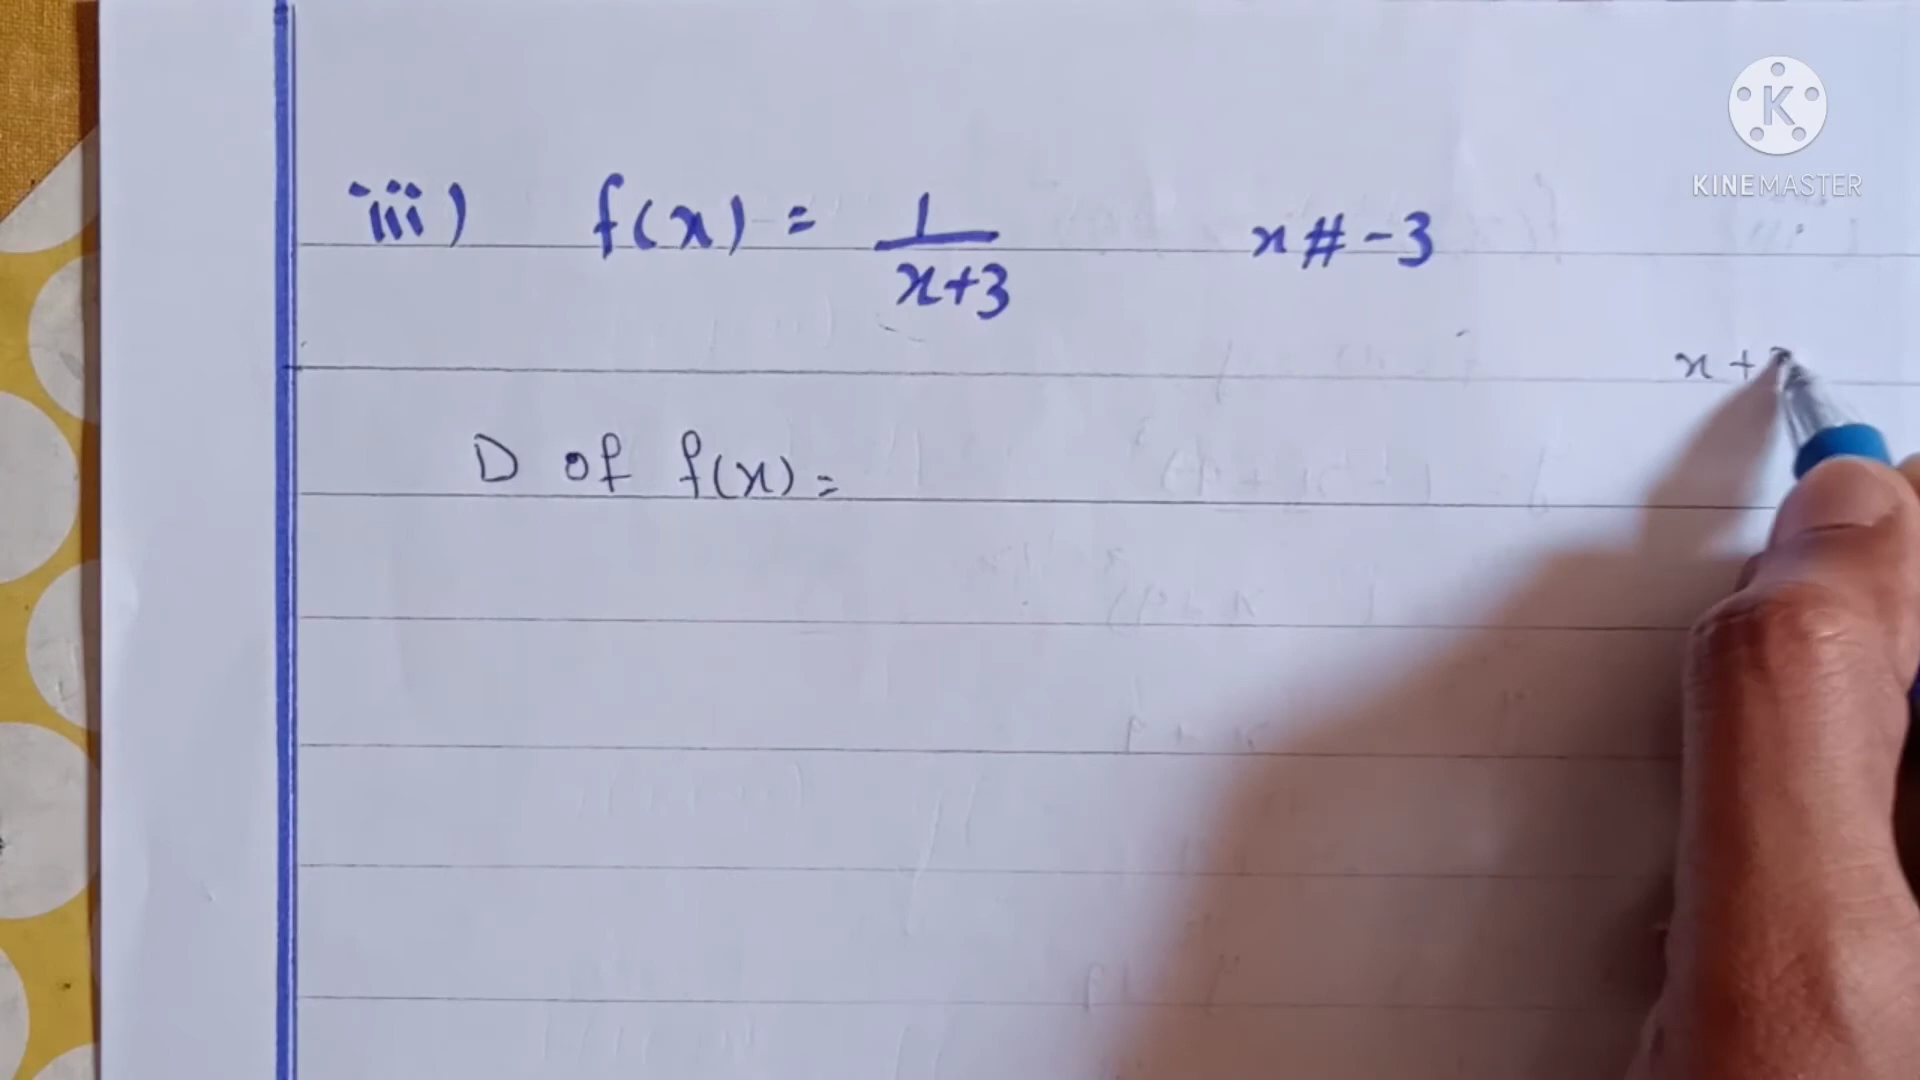 K
KINEMASTER
iii) f(x) = 1/x+3 x # -3
x +
D of f(x) =